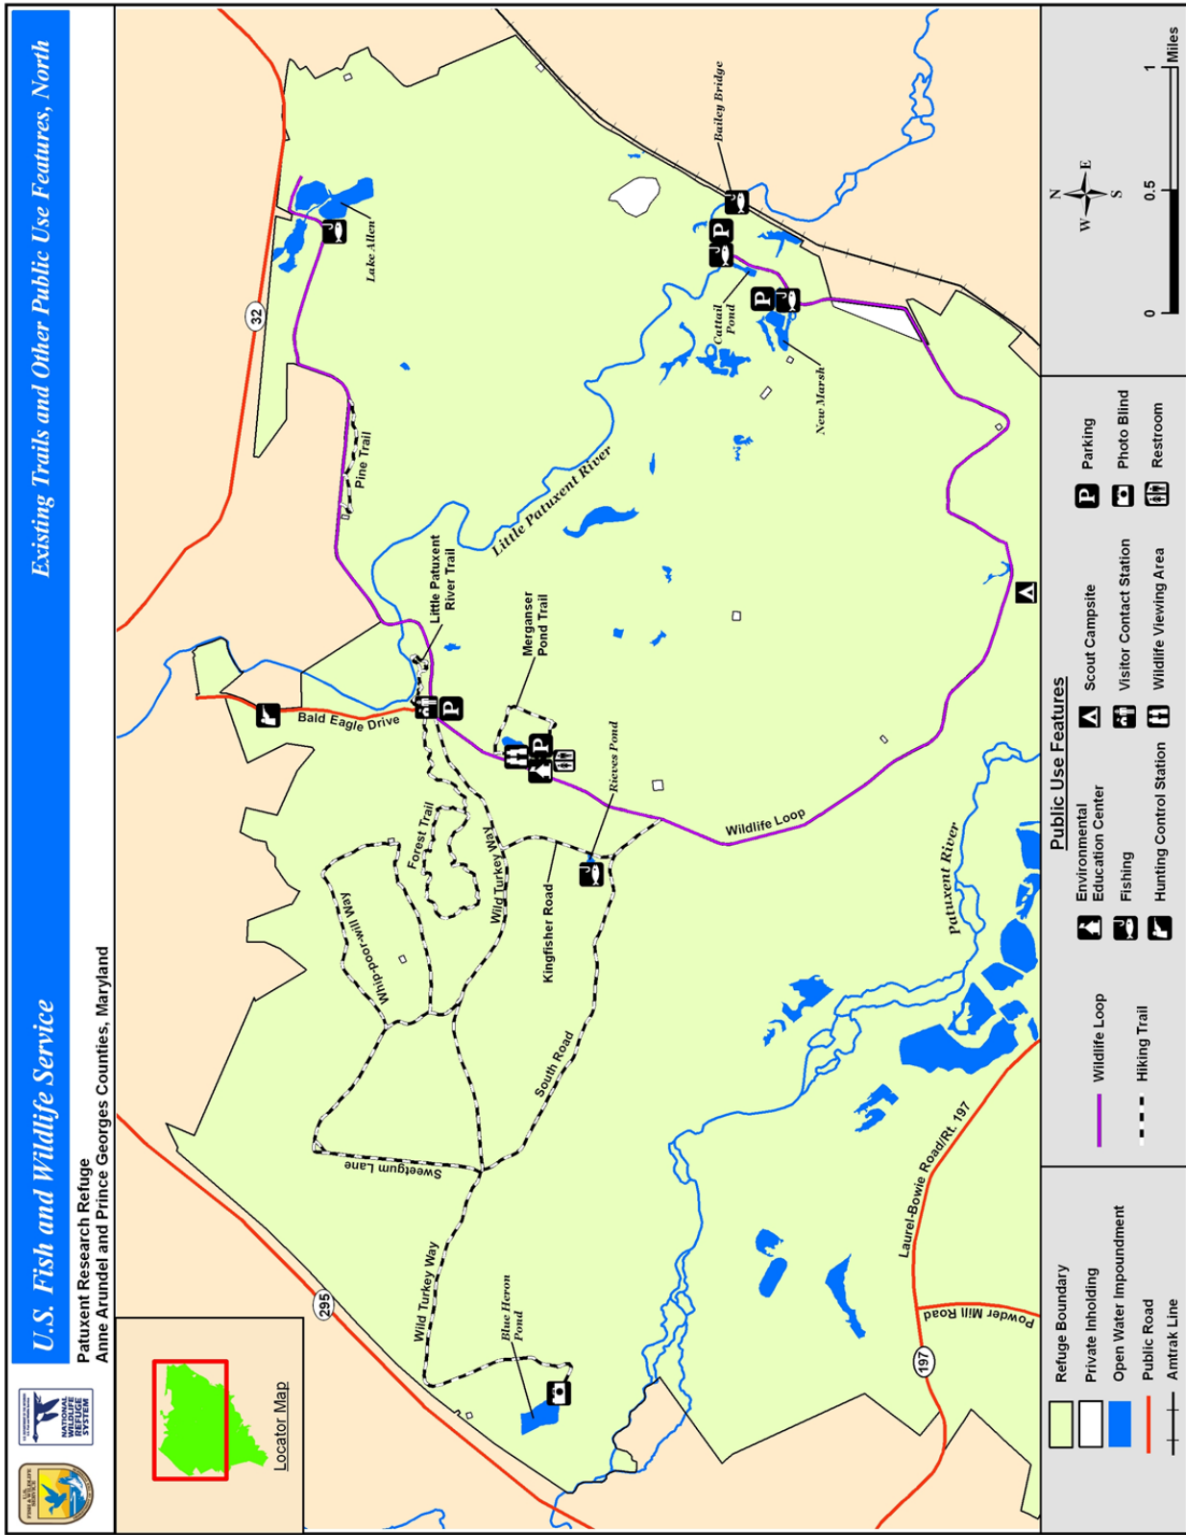 U.S. Fish and Wildlife Service
Existing Trails and Other Public Use Features, North
NATIONAL
WILDLIFE
REFUGE
SYSTEM
Patuxent Research Refuge
Anne Arundel and Prince Georges Counties, Maryland
Locator Map
295
32
197
Lake Allen
Pine Trail
Bald Eagle Drive
Little Patuxent
River Trail
Little Patuxent River
Merganser
Pond Trail
Forest Trail
Whip-poor-will Way
Wild Turkey Way
Sweetgum Lane
Wild Turkey Way
Kingfisher Road
South Road
Rieves Pond
Blue Heron
Pond
Wildlife Loop
Bailey Bridge
Cattail
Pond
New Marsh
P
P
P
P
Patuxent River
Laurel-Bowie Road/Rt. 197
Powder Mill Road
Refuge Boundary
Private Inholding
Open Water Impoundment
Public Road
Amtrak Line
Wildlife Loop
Hiking Trail
Public Use Features
Environmental
Education Center
Fishing
Hunting Control Station
Scout Campsite
Visitor Contact Station
Wildlife Viewing Area
P
Parking
Photo Blind
Restroom
N
W
E
S
0
0.5
1
Miles